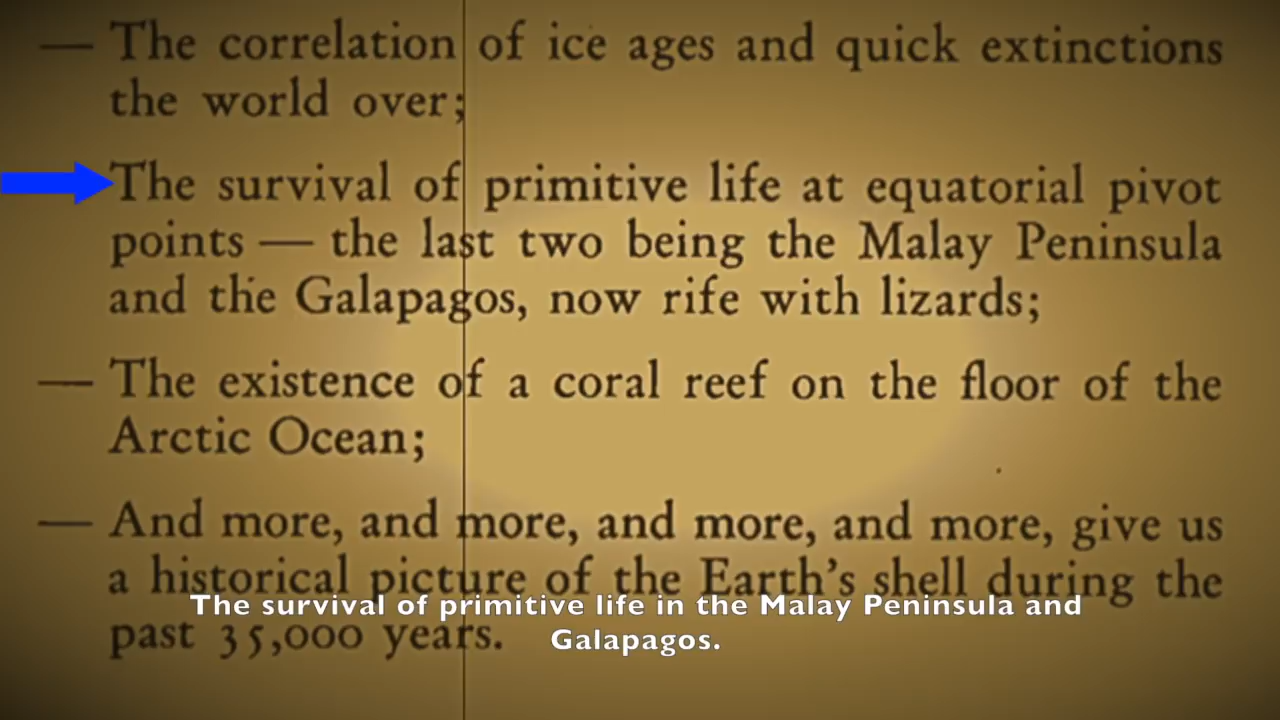 — The correlation of ice ages and quick extinctions
the world over;
The survival of primitive life at equatorial pivot
points — the last two being the Malay Peninsula
and the Galapagos, now rife with lizards;
— The existence of a coral reef on the floor of the
Arctic Ocean;
— And more, and more, and more, and more, give us
a historical picture of the Earth's shell during the
past 35,000 years.
The survival of primitive life in the Malay Peninsula and
Galapagos.